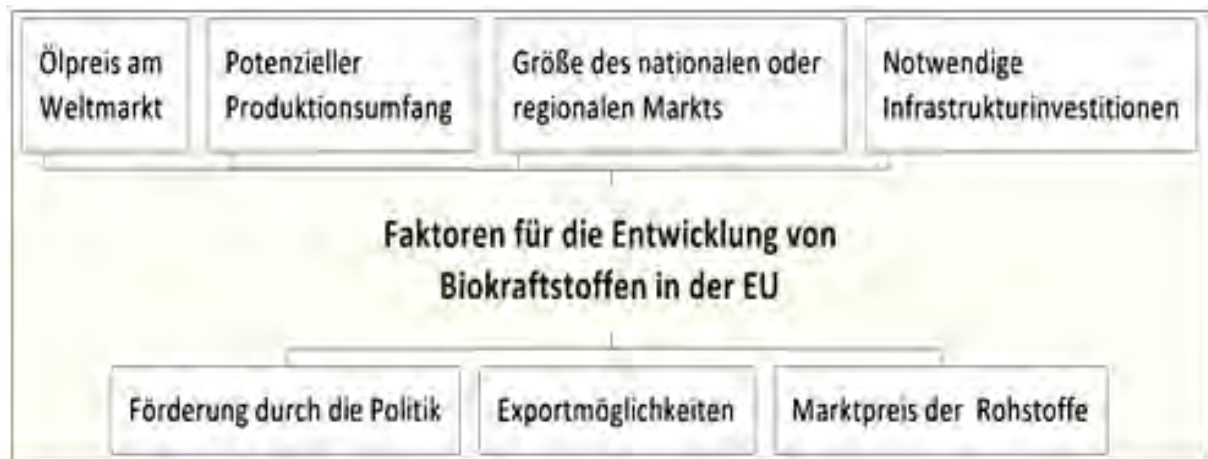 Ölpreis am
Weltmarkt
Potenzieller
Produktionsumfang
Größe des nationalen oder
regionalen Markts
Notwendige
Infrastrukturinvestitionen
Faktoren für die Entwicklung von
Biokraftstoffen in der EU
Förderung durch die Politik
Exportmöglichkeiten
Marktpreis der Rohstoffe